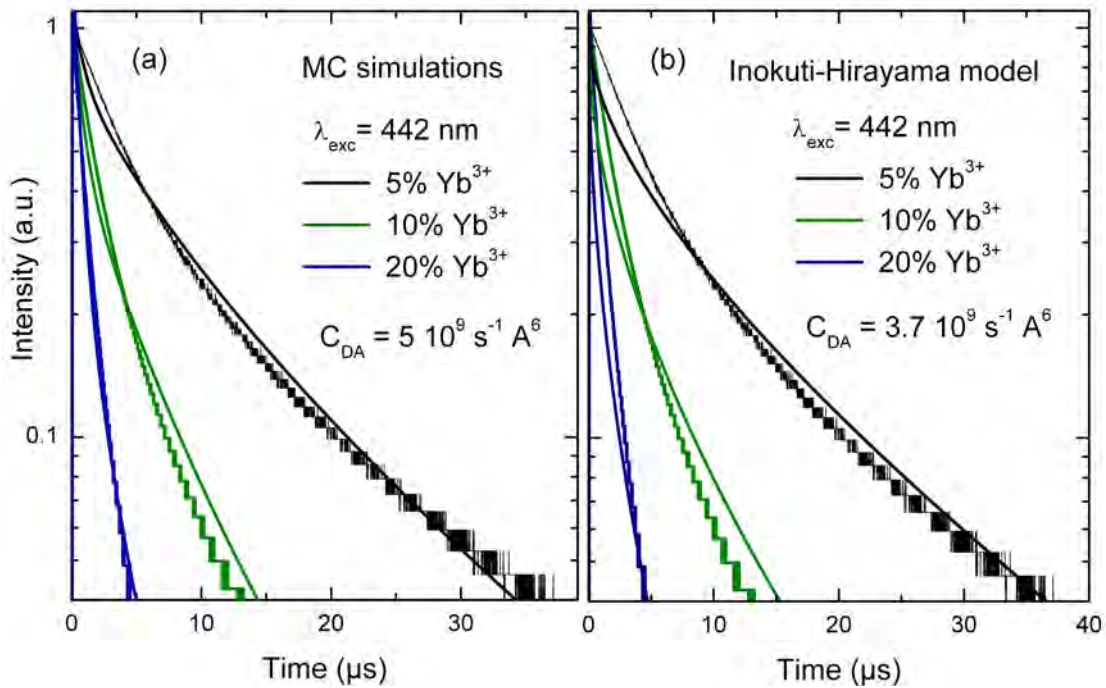 1
0.1
Intensity (a.u.)
(a)
MC simulations
λexc = 442 nm
5% Yb³⁺
10% Yb³⁺
20% Yb³⁺
C_DA = 5 10⁹ s⁻¹ A⁶
0 10 20 30
Time (µs)
(b)
Inokuti-Hirayama model
λexc = 442 nm
5% Yb³⁺
10% Yb³⁺
20% Yb³⁺
C_DA = 3.7 10⁹ s⁻¹ A⁶
0 10 20 30 40
Time (µs)